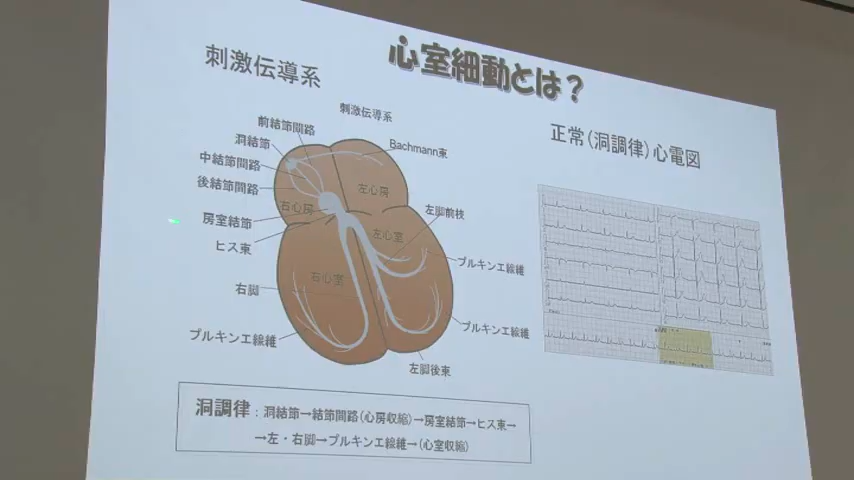 心室細動とは？
刺激伝導系
正常(洞調律)心電図
刺激伝導系
前結節間路
洞結節
中結節間路
後結節間路
房室結節
ヒス束
右脚
プルキンエ線維
Bachmann束
左心房
右心房
左心室
右心室
左脚前枝
プルキンエ線維
プルキンエ線維
左脚後束
洞調律：洞結節→結節間路(心房収縮)→房室結節→ヒス束→
→左・右脚→プルキンエ線維→(心室収縮)